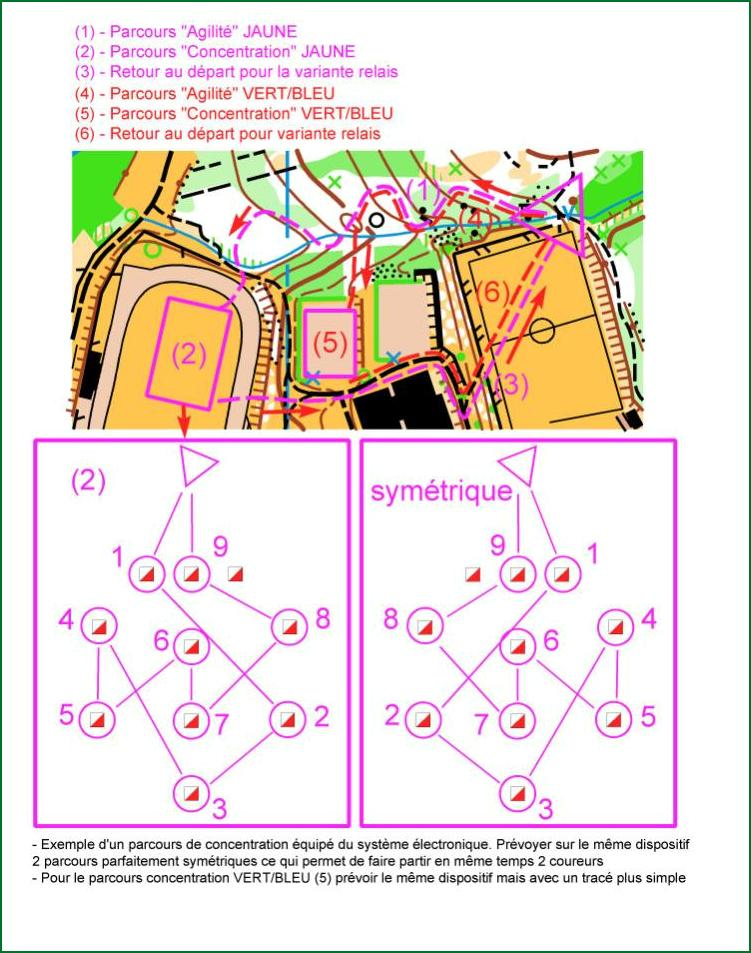 (1) - Parcours "Agilité" JAUNE
(2) - Parcours "Concentration" JAUNE
(3) - Retour au départ pour la variante relais
(4) - Parcours "Agilité" VERT/BLEU
(5) - Parcours "Concentration" VERT/BLEU
(6) - Retour au départ pour variante relais
(1)
(4)
(6)
(5)
(2)
(3)
(2)
1
9
4
6
8
5
7
2
3
symétrique
9
1
8
6
4
2
7
5
3
- Exemple d'un parcours de concentration équipé du système électronique. Prévoyer sur le même dispositif
2 parcours parfaitement symétriques ce qui permet de faire partir en même temps 2 coureurs
- Pour le parcours concentration VERT/BLEU (5) prévoir le même dispositif mais avec un tracé plus simple